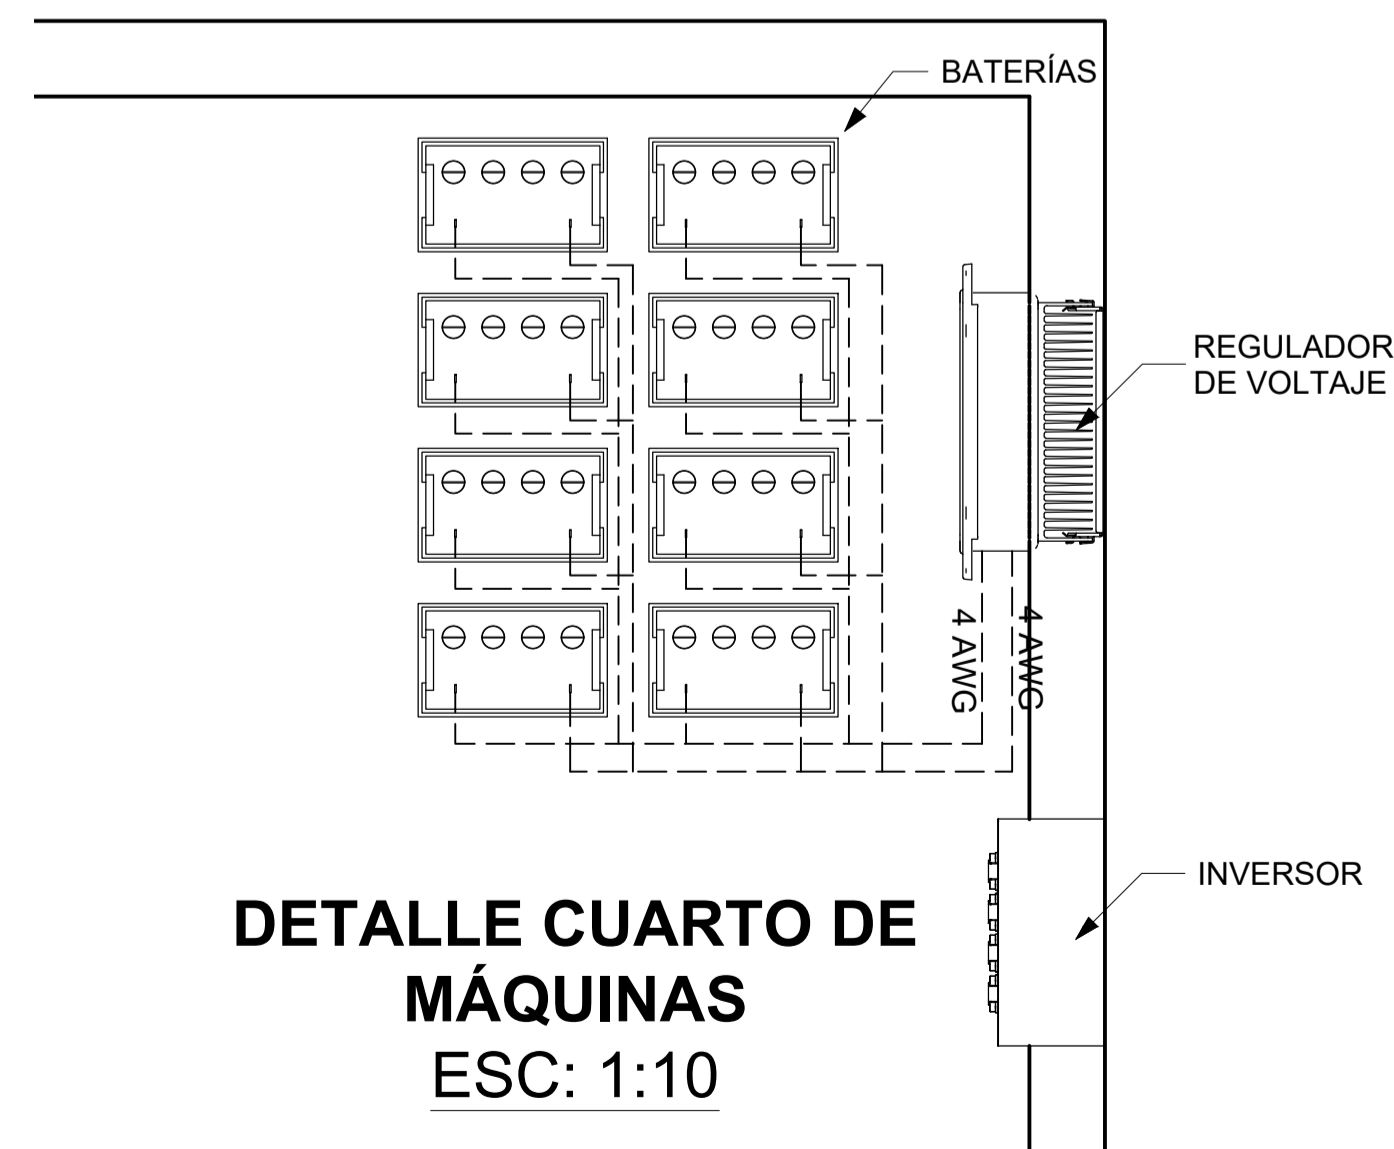 BATERÍAS
REGULADOR
DE VOLTAJE
4 AWG
4 AWG
INVERSOR
DETALLE CUARTO DE
MÁQUINAS
ESC: 1:10